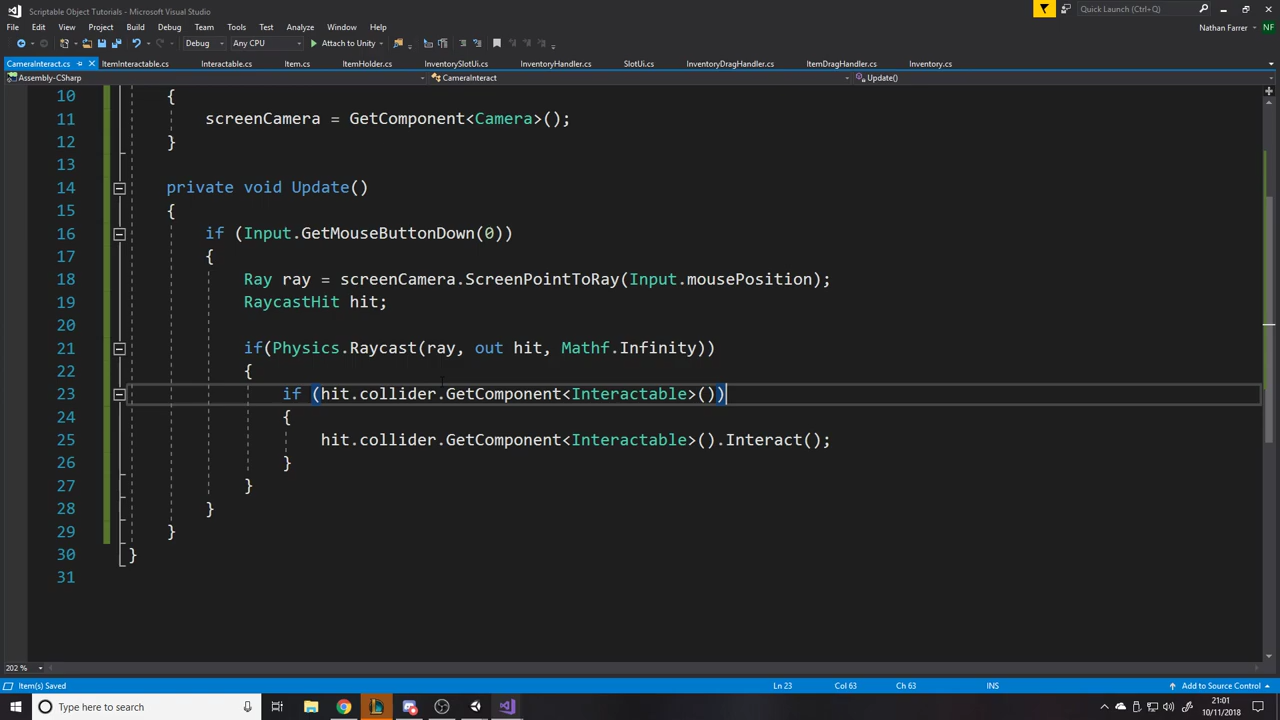 Scriptable Object Tutorials - Microsoft Visual Studio
Quick Launch (Ctrl+Q)
File Edit View Project Build Debug Team Tools Test Analyze Window Help
Nathan Farrer NF
Debug Any CPU Attach to Unity
CameraInteract.cs ItemInteractable.cs Interactable.cs Item.cs ItemHolder.cs InventorySlotUi.cs InventoryHandler.cs SlotUi.cs InventoryDragHandler.cs ItemDragHandler.cs Inventory.cs
Assembly-CSharp CameraInteract Update()
10 {
11 screenCamera = GetComponent<Camera>();
12 }
13
14 private void Update()
15 {
16 if (Input.GetMouseButtonDown(0))
17 {
18 Ray ray = screenCamera.ScreenPointToRay(Input.mousePosition);
19 RaycastHit hit;
20
21 if(Physics.Raycast(ray, out hit, Mathf.Infinity))
22 {
23 if (hit.collider.GetComponent<Interactable>())
24 {
25 hit.collider.GetComponent<Interactable>().Interact();
26 }
27 }
28 }
29 }
30 }
31
202 %
Item(s) Saved Ln 23 Col 63 Ch 63 INS Add to Source Control
Type here to search
21:01
10/11/2018